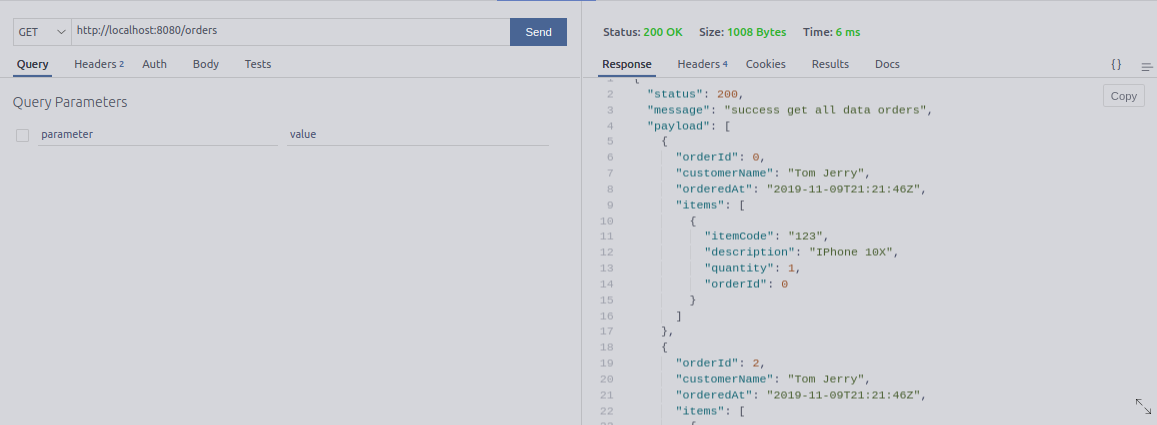 GET http://localhost:8080/orders Send
Query Headers 2 Auth Body Tests
Query Parameters
parameter value
Status: 200 OK Size: 1008 Bytes Time: 6 ms
Response Headers 4 Cookies Results Docs {}
Copy
1 {
2 "status": 200,
3 "message": "success get all data orders",
4 "payload": [
5 {
6 "orderId": 0,
7 "customerName": "Tom Jerry",
8 "orderedAt": "2019-11-09T21:21:46Z",
9 "items": [
10 {
11 "itemCode": "123",
12 "description": "IPhone 10X",
13 "quantity": 1,
14 "orderId": 0
15 }
16 ]
17 },
18 {
19 "orderId": 2,
20 "customerName": "Tom Jerry",
21 "orderedAt": "2019-11-09T21:21:46Z",
22 "items": [
23 {